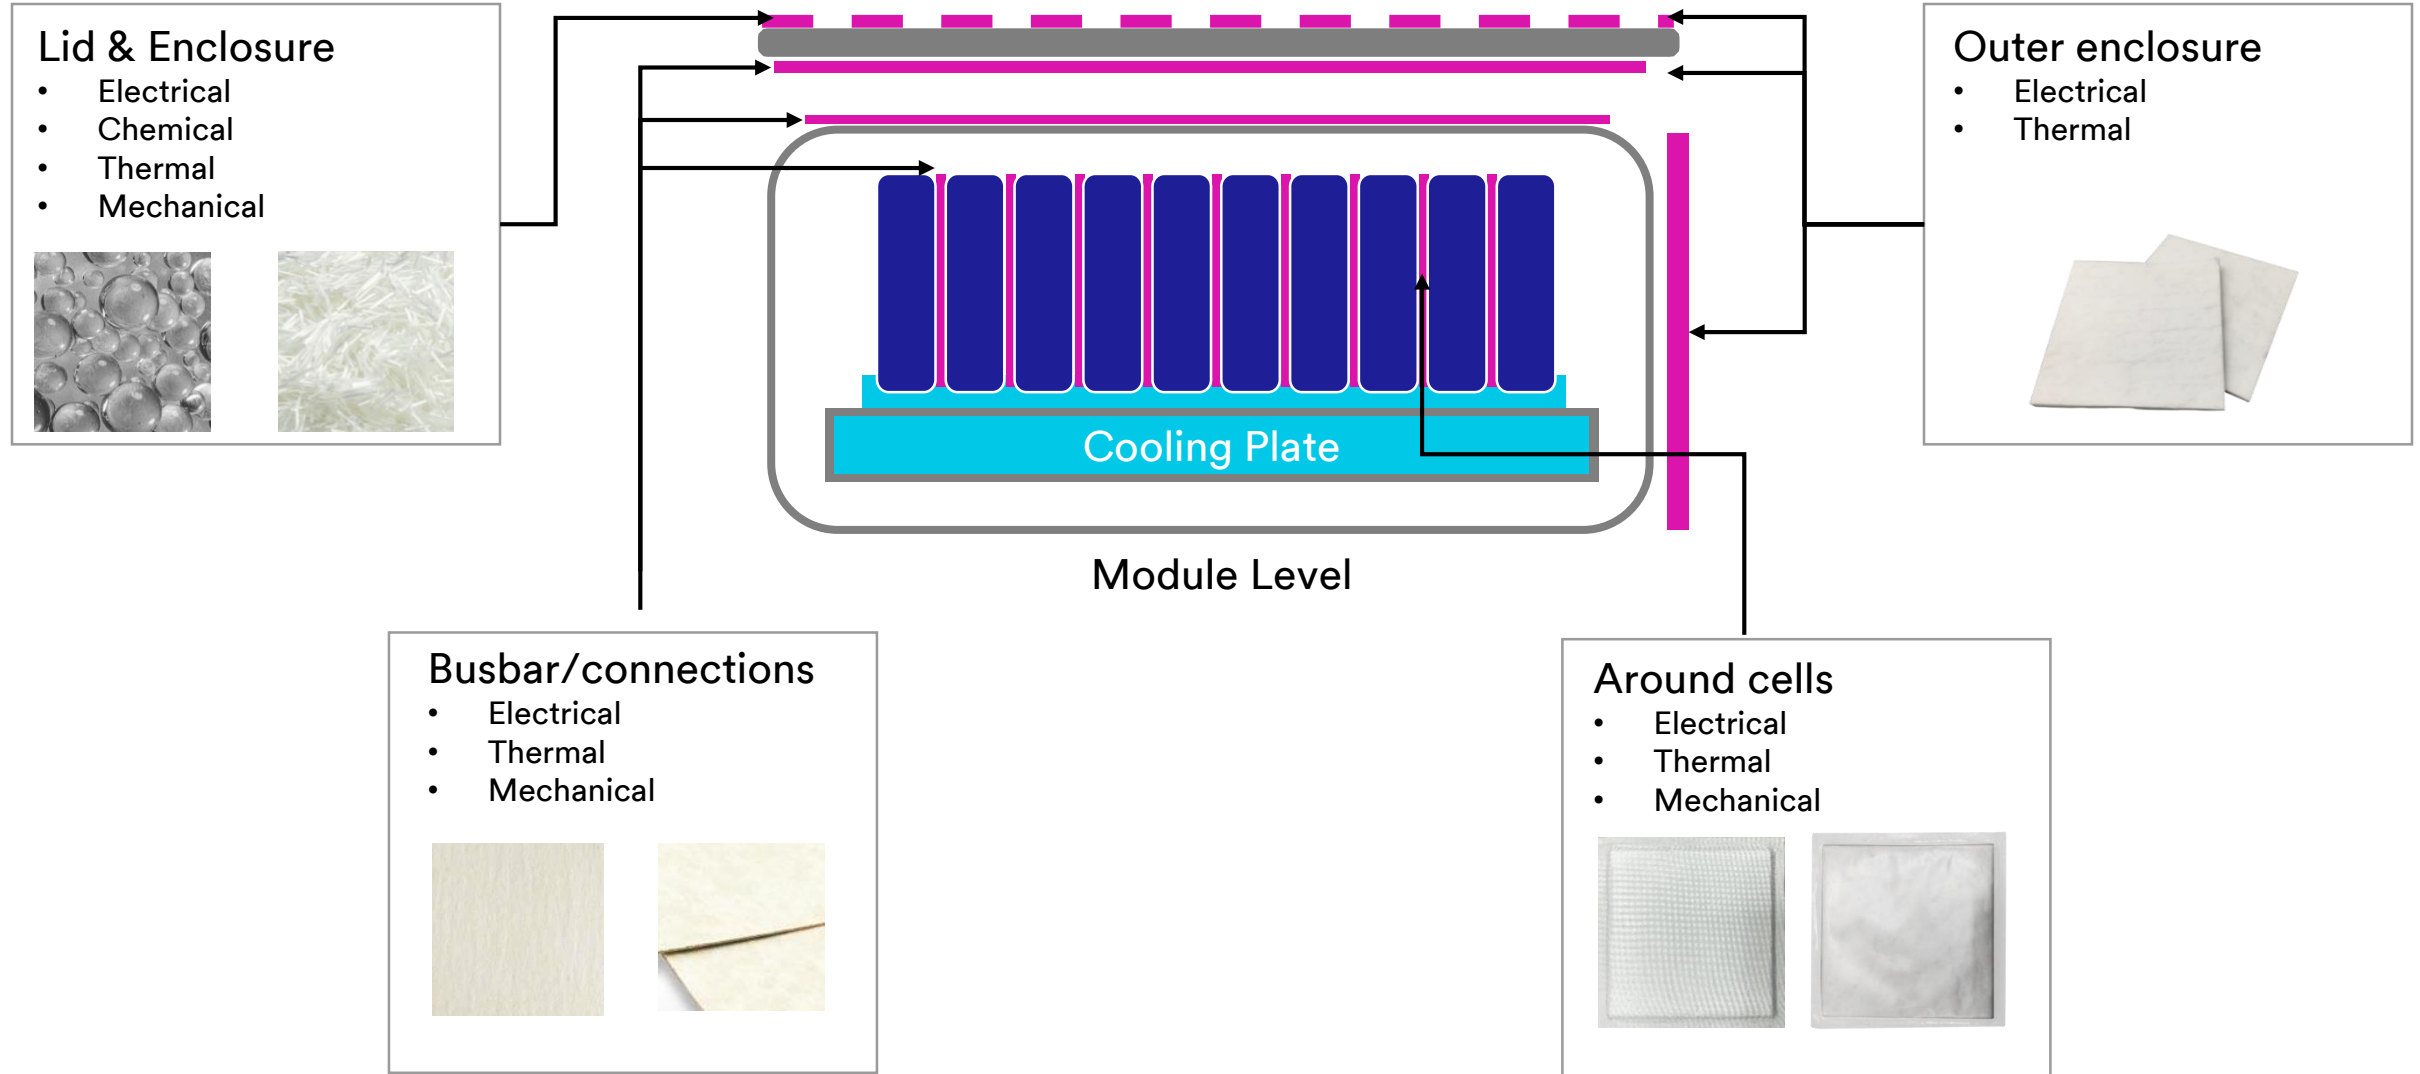 Lid & Enclosure
• Electrical
• Chemical
• Thermal
• Mechanical
Outer enclosure
• Electrical
• Thermal
Cooling Plate
Module Level
Busbar/connections
• Electrical
• Thermal
• Mechanical
Around cells
• Electrical
• Thermal
• Mechanical